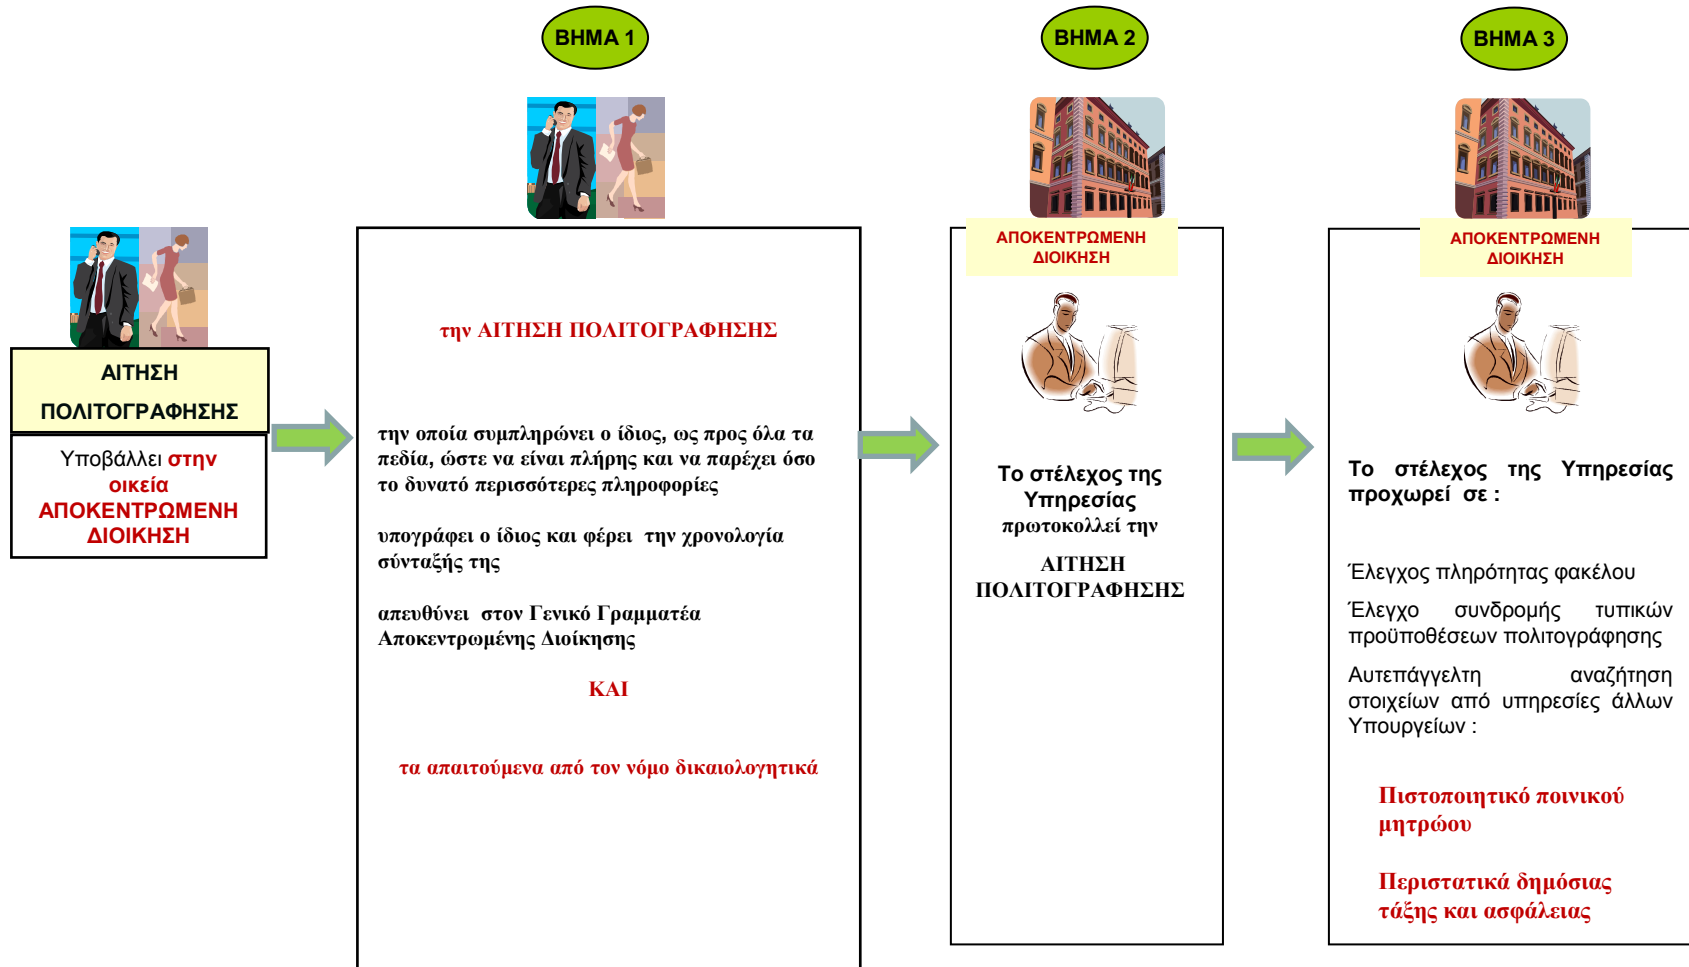 ΒΗΜΑ 1
ΒΗΜΑ 2
ΒΗΜΑ 3
ΑΙΤΗΣΗ
ΠΟΛΙΤΟΓΡΑΦΗΣΗΣ
Υποβάλλει στην
οικεία
ΑΠΟΚΕΝΤΡΩΜΕΝΗ
ΔΙΟΙΚΗΣΗ
την ΑΙΤΗΣΗ ΠΟΛΙΤΟΓΡΑΦΗΣΗΣ
την οποία συμπληρώνει ο ίδιος, ως προς όλα τα
πεδία, ώστε να είναι πλήρης και να παρέχει όσο
το δυνατό περισσότερες πληροφορίες
υπογράφει ο ίδιος και φέρει την χρονολογία
σύνταξής της
απευθύνει στον Γενικό Γραμματέα
Αποκεντρωμένης Διοίκησης
ΚΑΙ
τα απαιτούμενα από τον νόμο δικαιολογητικά
ΑΠΟΚΕΝΤΡΩΜΕΝΗ
ΔΙΟΙΚΗΣΗ
Το στέλεχος της
Υπηρεσίας
πρωτοκολλεί την
ΑΙΤΗΣΗ
ΠΟΛΙΤΟΓΡΑΦΗΣΗΣ
ΑΠΟΚΕΝΤΡΩΜΕΝΗ
ΔΙΟΙΚΗΣΗ
Το στέλεχος της Υπηρεσίας
προχωρεί σε :
Έλεγχος πληρότητας φακέλου
Έλεγχο συνδρομής τυπικών
προϋποθέσεων πολιτογράφησης
Αυτεπάγγελτη αναζήτηση
στοιχείων από υπηρεσίες άλλων
Υπουργείων :
Πιστοποιητικό ποινικού
μητρώου
Περιστατικά δημόσιας
τάξης και ασφάλειας